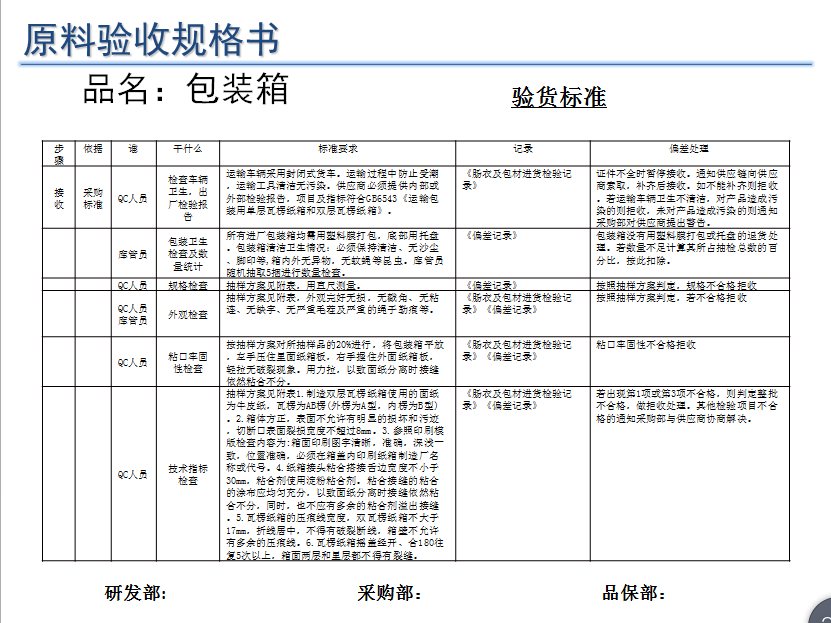 原料验收规格书
品名：包装箱
验货标准
步
骤
依据
谁
干什么
标准要求
记录
偏差处理
接
收
采购
标准
QC人员
检查车辆
卫生，出
厂检验报
告
运输车辆采用封闭式货车。运输过程中防止受潮
，运输工具清洁无污染。供应商必须提供内部或
外部检验报告，项目及指标符合GB6543《运输包
装用单层瓦楞纸箱和双层瓦楞纸箱》。
《肠衣及包材进货检验记
录》
证件不全时暂停接收。通知供应链向供应
商索取，补齐后接收。如不能补齐则拒收
。若运输车辆卫生不清洁，对产品造成污
染的则拒收，未对产品造成污染的则通知
采购部对供应商提出警告。
库管员
包装卫生
检查及数
量统计
所有进厂包装箱均需用塑料膜打包，底部用托盘
。包装箱清洁卫生情况：必须保持清洁、无沙尘
、脚印等,箱内外无异物，无蚊蝇等昆虫。库管员
随机抽取5捆进行数量检查。
《偏差记录》
包装袋没有用塑料膜打包或托盘的退货处
理。若数量不足计算其所占抽检总数的百
分比，按此扣除。
QC人员
规格检查
抽样方案见附表，用直尺测量。
《偏差记录》
按照抽样方案判定，规格不合格拒收
QC人员
库管员
外观检查
抽样方案见附表，外观完好无损，无戳角、无粘
连、无缺字、无严重毛茬及严重的绳子勒痕等。
《肠衣及包材进货检验记
录》《偏差记录》
按照抽样方案判定，若不合格拒收
QC人员
粘口牢固
性检查
按抽样方案对所抽样品的20%进行，将包装箱平放
，左手压住里面纸箱板，右手握住外面纸箱板，
轻拉无破裂现象。用力拉，以致面纸分离时接缝
依然粘合不分。
《肠衣及包材进货检验记
录》《偏差记录》
粘口牢固性不合格拒收
QC人员
技术指标
检查
抽样方案见附表1.制造双层瓦楞纸箱使用的面纸
为牛皮纸，瓦楞为AB楞(外楞为A型，内楞为B型)
。2.箱体方正，表面不允许有明显的损坏和污迹
，切断口表面裂损宽度不超过8mm。3.参照印刷模
版检查内容为:箱面印刷图字清晰，准确，深浅一
致，位置准确，必须在箱盖内印刷纸箱制造厂名
称或代号。4.纸箱接头粘合搭接舌边宽度不小于
30mm，粘合剂使用淀粉粘合剂。粘合接缝的粘合
的涂布应均匀充分，以致面纸分离时接缝依然粘
合不分，同时，也不应有多余的粘合剂溢出接缝
。5.瓦楞纸箱的压痕线宽度，双瓦楞纸箱不大于
17mm，折线居中，不得有破裂断线，箱壁不允许
有多余的压痕线。6.瓦楞纸箱摇盖经开、合180往
复5次以上，箱面两层和里层都不得有裂缝。
《肠衣及包材进货检验记
录》《偏差记录》
若出现第1项或第3项不合格，则判定整批
不合格，做拒收处理。其他检验项目不合
格的通知采购部与供应商协商解决。
研发部:
采购部：
品保部：